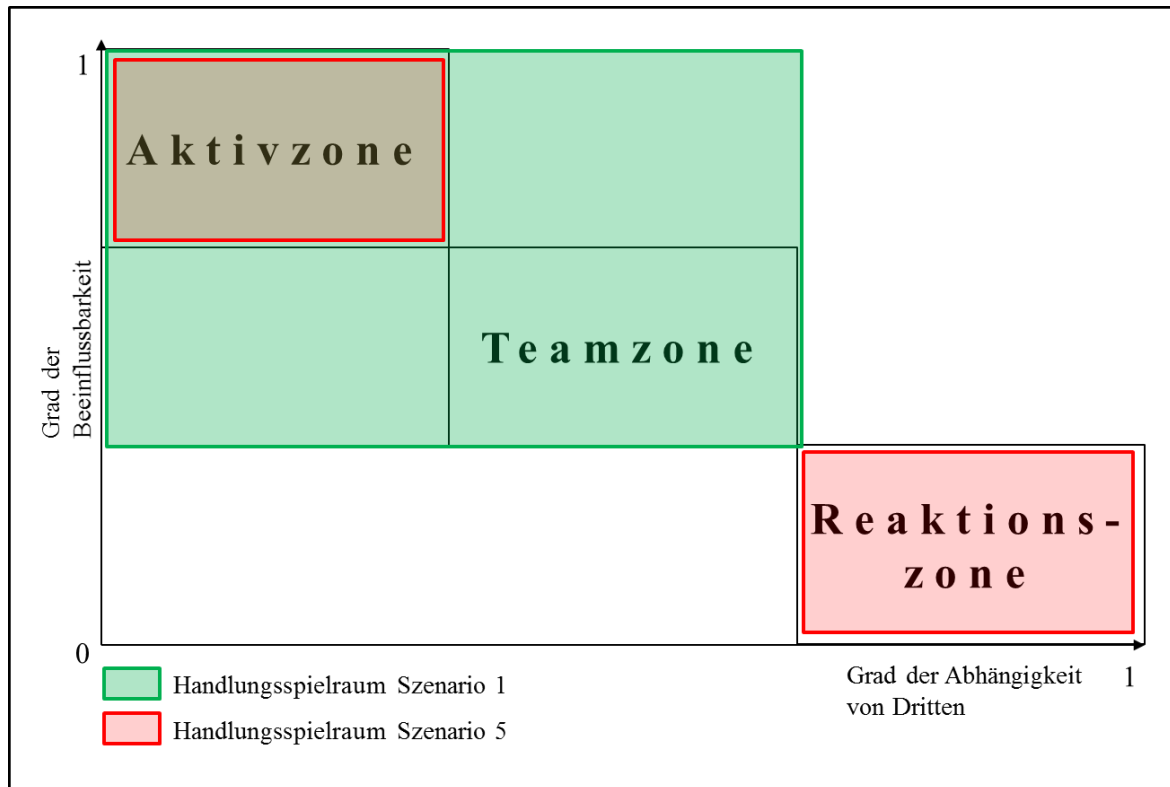 1
Aktivzone
Grad der
Beeinflussbarkeit
Teamzone
Reaktions-
zone
0
Handlungsspielraum Szenario 1
Handlungsspielraum Szenario 5
Grad der Abhängigkeit
von Dritten
1